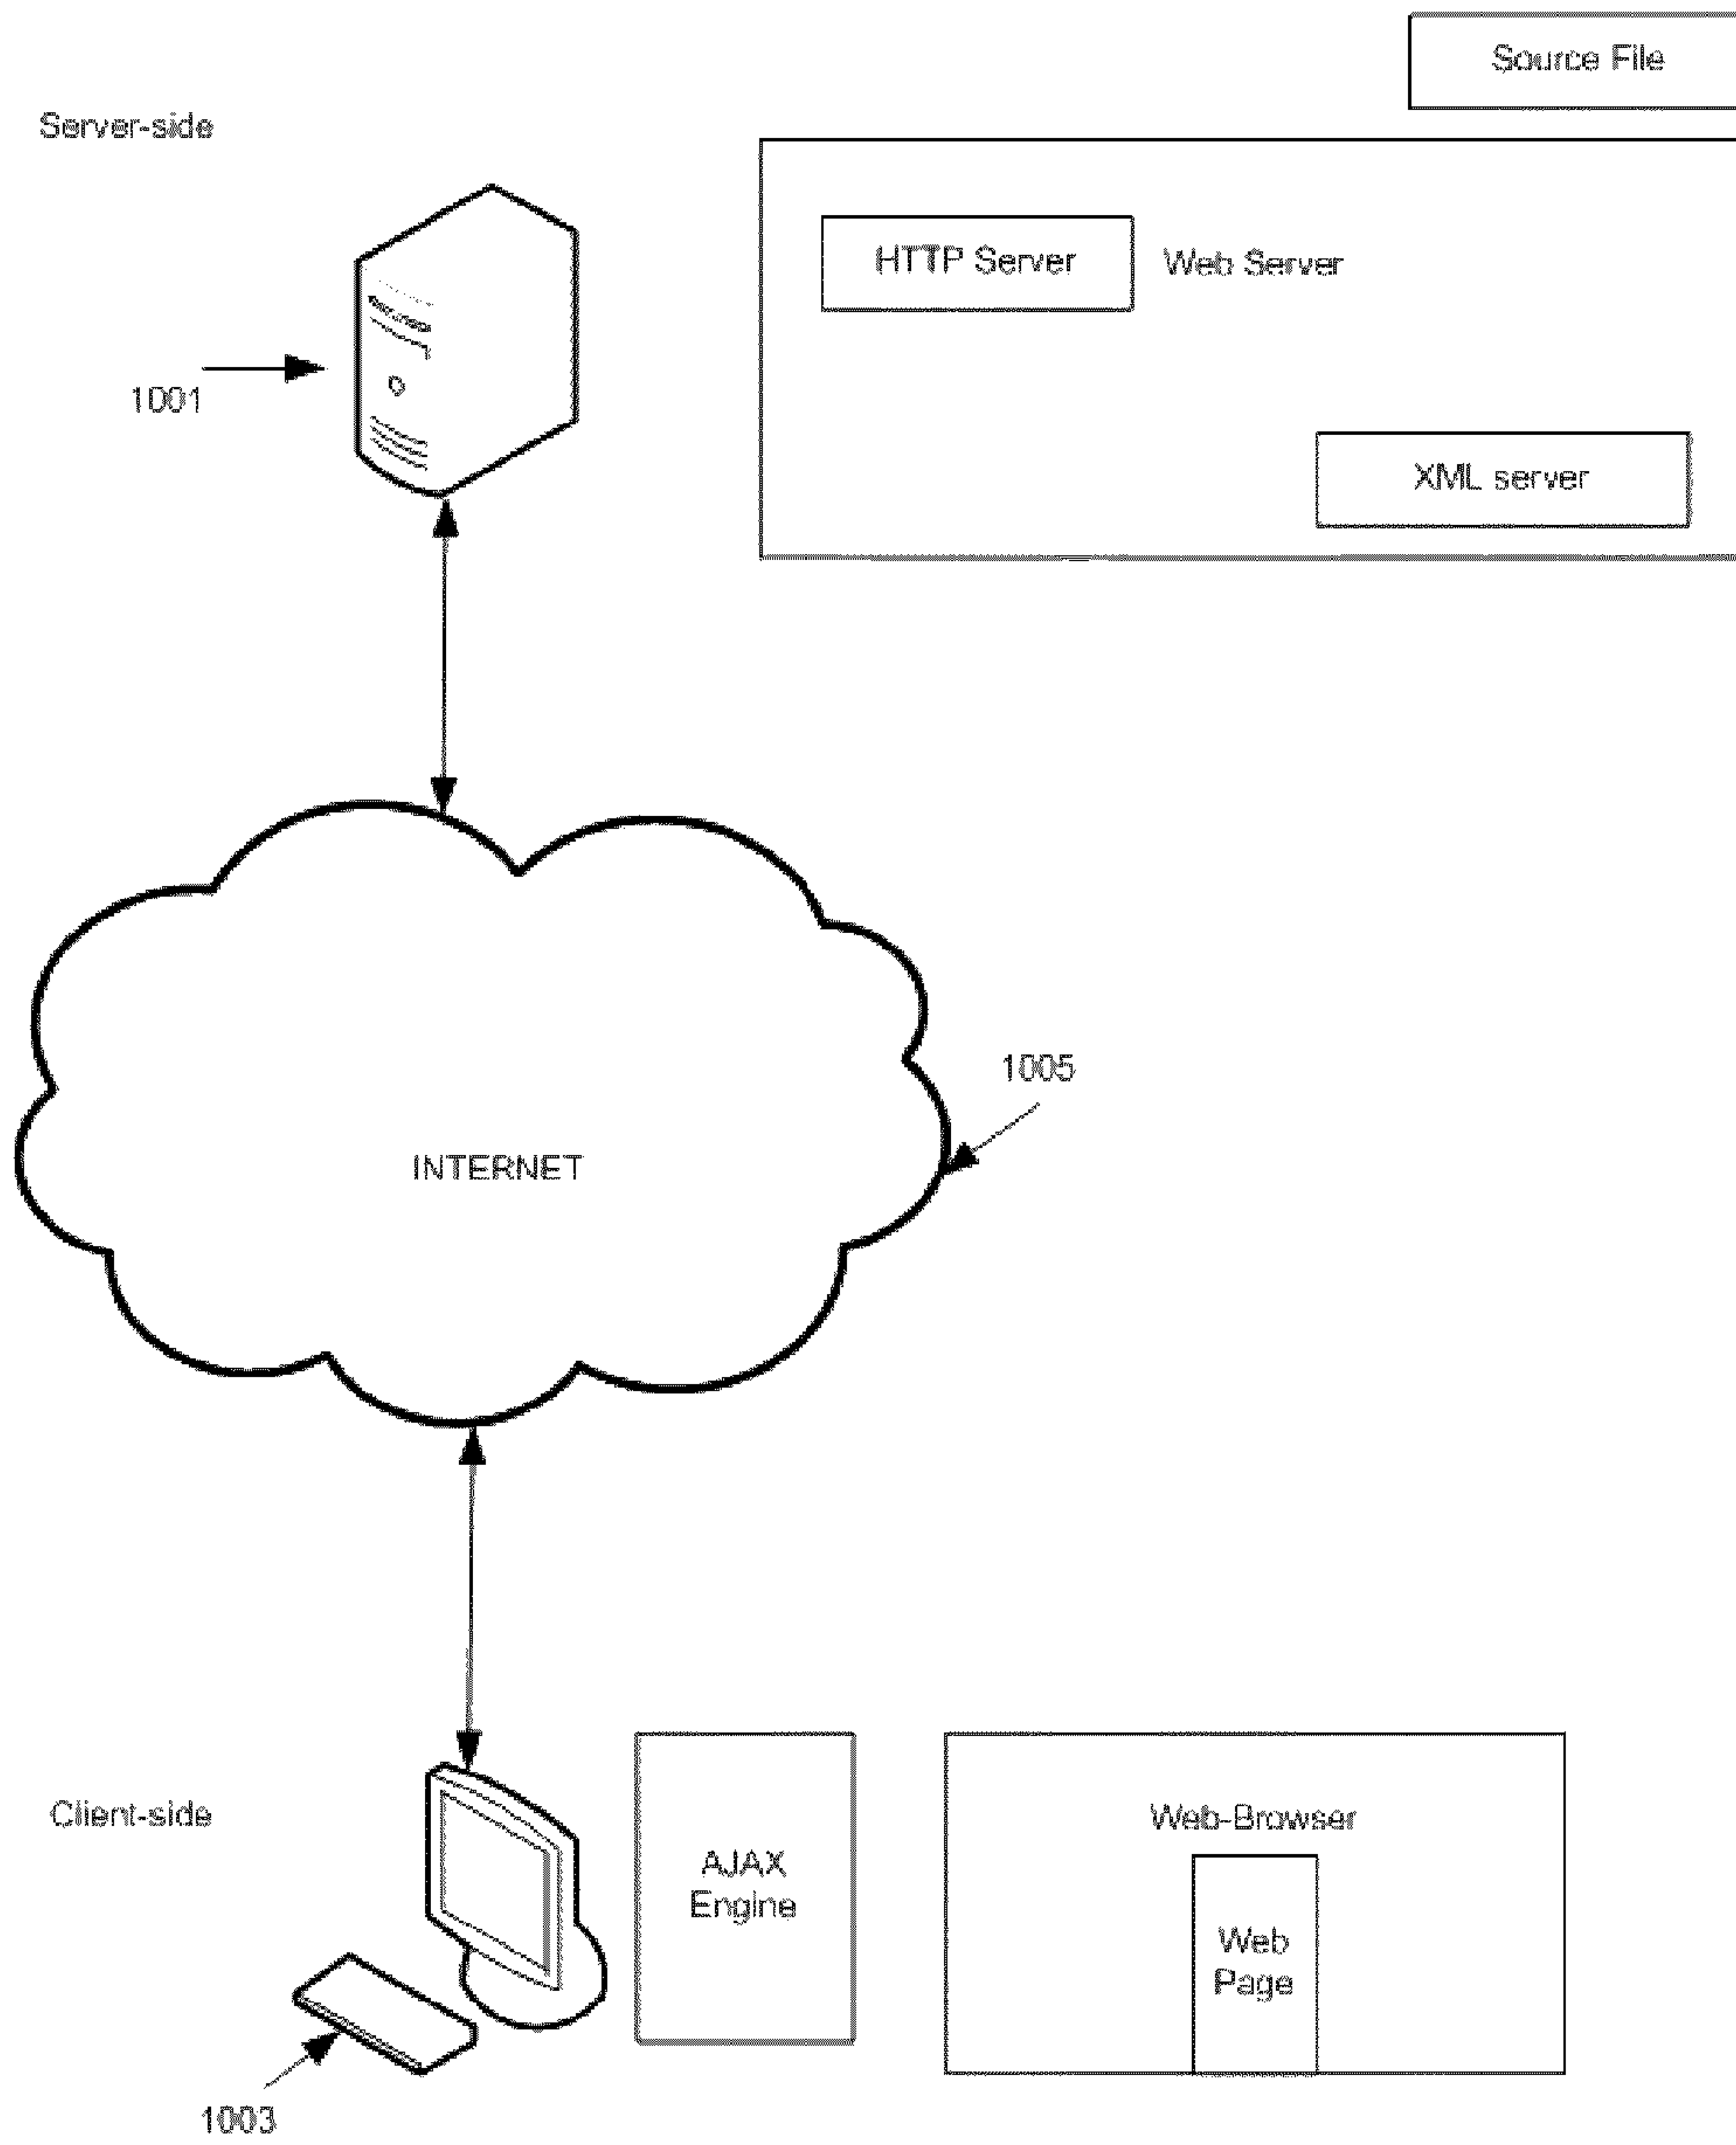 Source File
Server-side
HTTP Server
Web Server
1001
XML server
1005
INTERNET
Client-side
Web-Browser
AJAX
Engine
Web
Page
1003